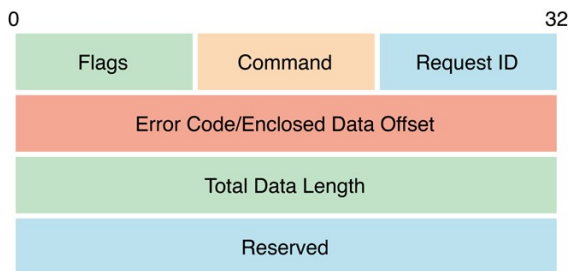 0 32
Flags Command Request ID
Error Code/Enclosed Data Offset
Total Data Length
Reserved